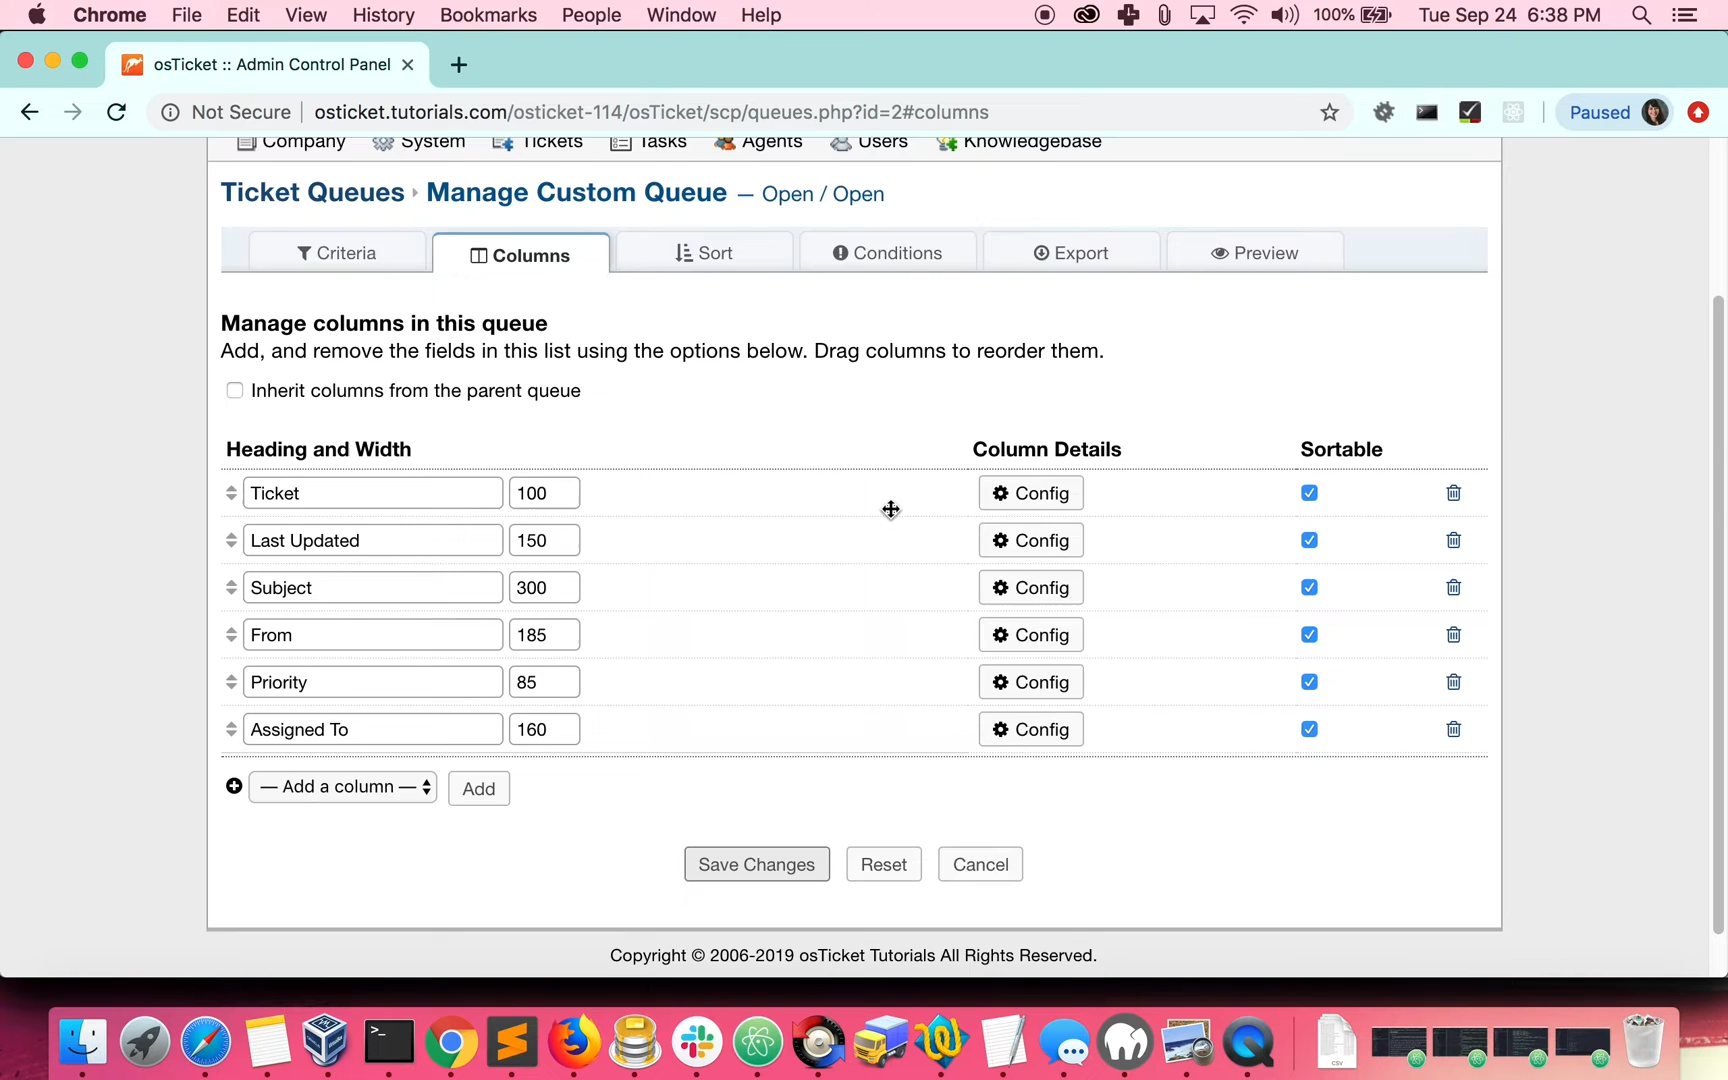 Chrome File Edit View History Bookmarks People Window Help 100% Tue Sep 24 6:38 PM
osTicket :: Admin Control Panel
Not Secure osticket.tutorials.com/osticket-114/osTicket/scp/queues.php?id=2#columns Paused
Company System Tickets Tasks Agents Users Knowledgebase
Ticket Queues Manage Custom Queue — Open / Open
Criteria Columns Sort Conditions Export Preview
Manage columns in this queue
Add, and remove the fields in this list using the options below. Drag columns to reorder them.
Inherit columns from the parent queue
Heading and Width Column Details Sortable
Ticket 100 Config
Last Updated 150 Config
Subject 300 Config
From 185 Config
Priority 85 Config
Assigned To 160 Config
— Add a column — Add
Save Changes Reset Cancel
Copyright © 2006-2019 osTicket Tutorials All Rights Reserved.
CSV